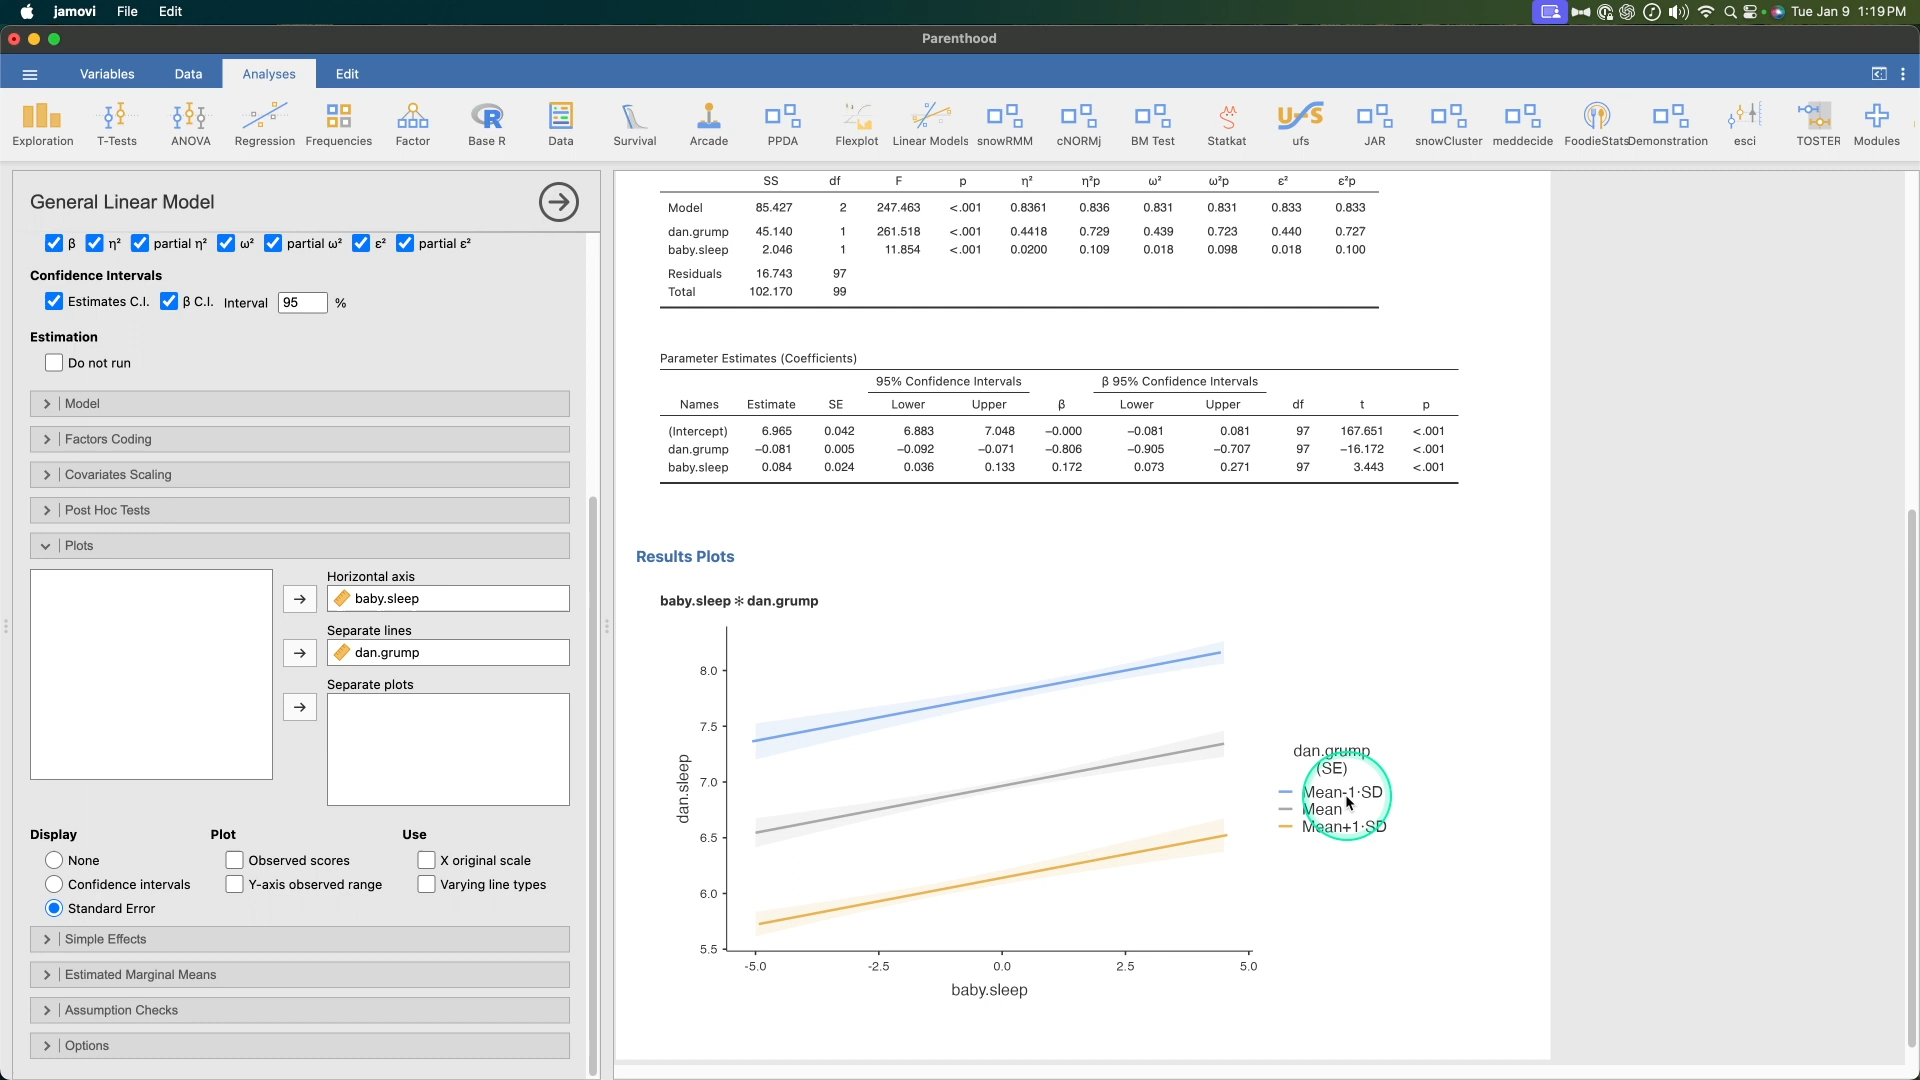 jamovi File Edit Tue Jan 9 1:19 PM
Parenthood
Variables Data Analyses Edit
Exploration T-Tests ANOVA Regression Frequencies Factor Base R Data Survival Arcade PPDA Flexplot Linear Models snowRMM cNORMj BM Test Statkat ufs JAR snowCluster meddecide FoodieStats Demonstration esci TOSTER Modules
General Linear Model
β η² partial η² ω² partial ω² ε² partial ε²
Confidence Intervals
Estimates C.I. β C.I. Interval 95 %
Estimation
Do not run
Model
Factors Coding
Covariates Scaling
Post Hoc Tests
Plots
Horizontal axis
baby.sleep
Separate lines
dan.grump
Separate plots
Display Plot Use
None Observed scores X original scale
Confidence intervals Y-axis observed range Varying line types
Standard Error
Simple Effects
Estimated Marginal Means
Assumption Checks
Options
SS df F p η² η²p ω² ω²p ε² ε²p
Model 85.427 2 247.463 <.001 0.8361 0.836 0.831 0.831 0.833 0.833
dan.grump 45.140 1 261.518 <.001 0.4418 0.729 0.439 0.723 0.440 0.727
baby.sleep 2.046 1 11.854 <.001 0.0200 0.109 0.018 0.098 0.018 0.100
Residuals 16.743 97
Total 102.170 99
Parameter Estimates (Coefficients)
95% Confidence Intervals β 95% Confidence Intervals
Names Estimate SE Lower Upper β Lower Upper df t p
(Intercept) 6.965 0.042 6.883 7.048 −0.000 −0.081 0.081 97 167.651 <.001
dan.grump −0.081 0.005 −0.092 −0.071 −0.806 −0.905 −0.707 97 −16.172 <.001
baby.sleep 0.084 0.024 0.036 0.133 0.172 0.073 0.271 97 3.443 <.001
Results Plots
baby.sleep ✻ dan.grump
8.0
7.5
7.0
6.5
6.0
5.5
dan.sleep
-5.0 -2.5 0.0 2.5 5.0
baby.sleep
dan.grump
(SE)
Mean-1·SD
Mean
Mean+1·SD